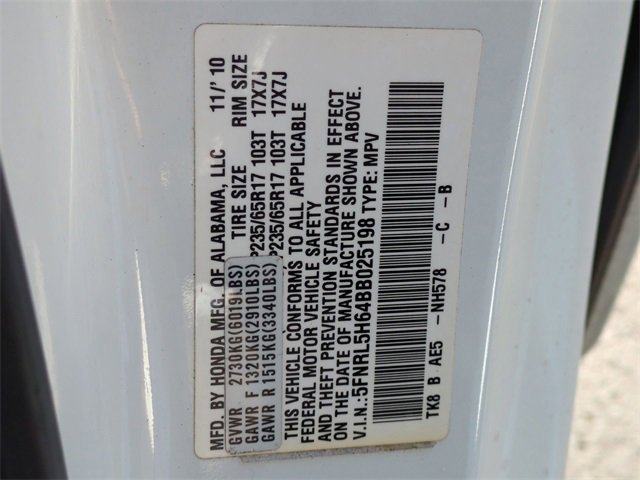 MFD. BY HONDA MFG. OF ALABAMA, LLC 11/'10
GVWR 2730KG(6019LBS) TIRE SIZE RIM SIZE
GAWR F 1320KG(2910LBS) P235/65R17 103T 17X7J
GAWR R 1515KG(3340LBS) P235/65R17 103T 17X7J
THIS VEHICLE CONFORMS TO ALL APPLICABLE
FEDERAL MOTOR VEHICLE SAFETY
AND THEFT PREVENTION STANDARDS IN EFFECT
ON THE DATE OF MANUFACTURE SHOWN ABOVE.
V.I.N.:5FNRL5H64BB025198 TYPE: MPV
TK8 B AE5 -NH578 -C -B